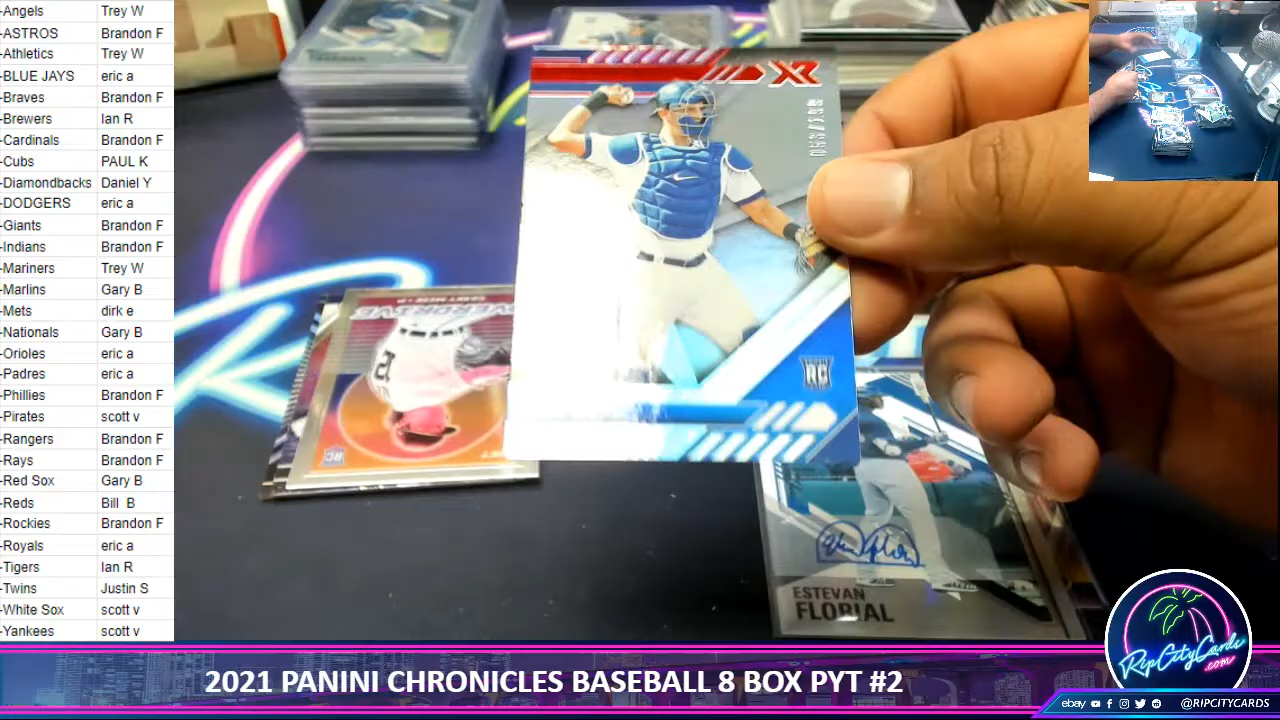 -Angels Trey W
-ASTROS Brandon F
-Athletics Trey W
-BLUE JAYS eric a
-Braves Brandon F
-Brewers Ian R
-Cardinals Brandon F
-Cubs PAUL K
-Diamondbacks Daniel Y
-DODGERS eric a
-Giants Brandon F
-Indians Brandon F
-Mariners Trey W
-Marlins Gary B
-Mets dirk e
-Nationals Gary B
-Orioles eric a
-Padres eric a
-Phillies Brandon F
-Pirates scott v
-Rangers Brandon F
-Rays Brandon F
-Red Sox Gary B
-Reds Bill B
-Rockies Brandon F
-Royals eric a
-Tigers Ian R
-Twins Justin S
-White Sox scott v
-Yankees scott v
XR
RC
OVERDRIVE
RC
ESTEVAN
FLORIAL
RipCityCards
.com
2021 PANINI CHRONICLES BASEBALL 8 BOX PYT #2
ebay @RIPCITYCARDS